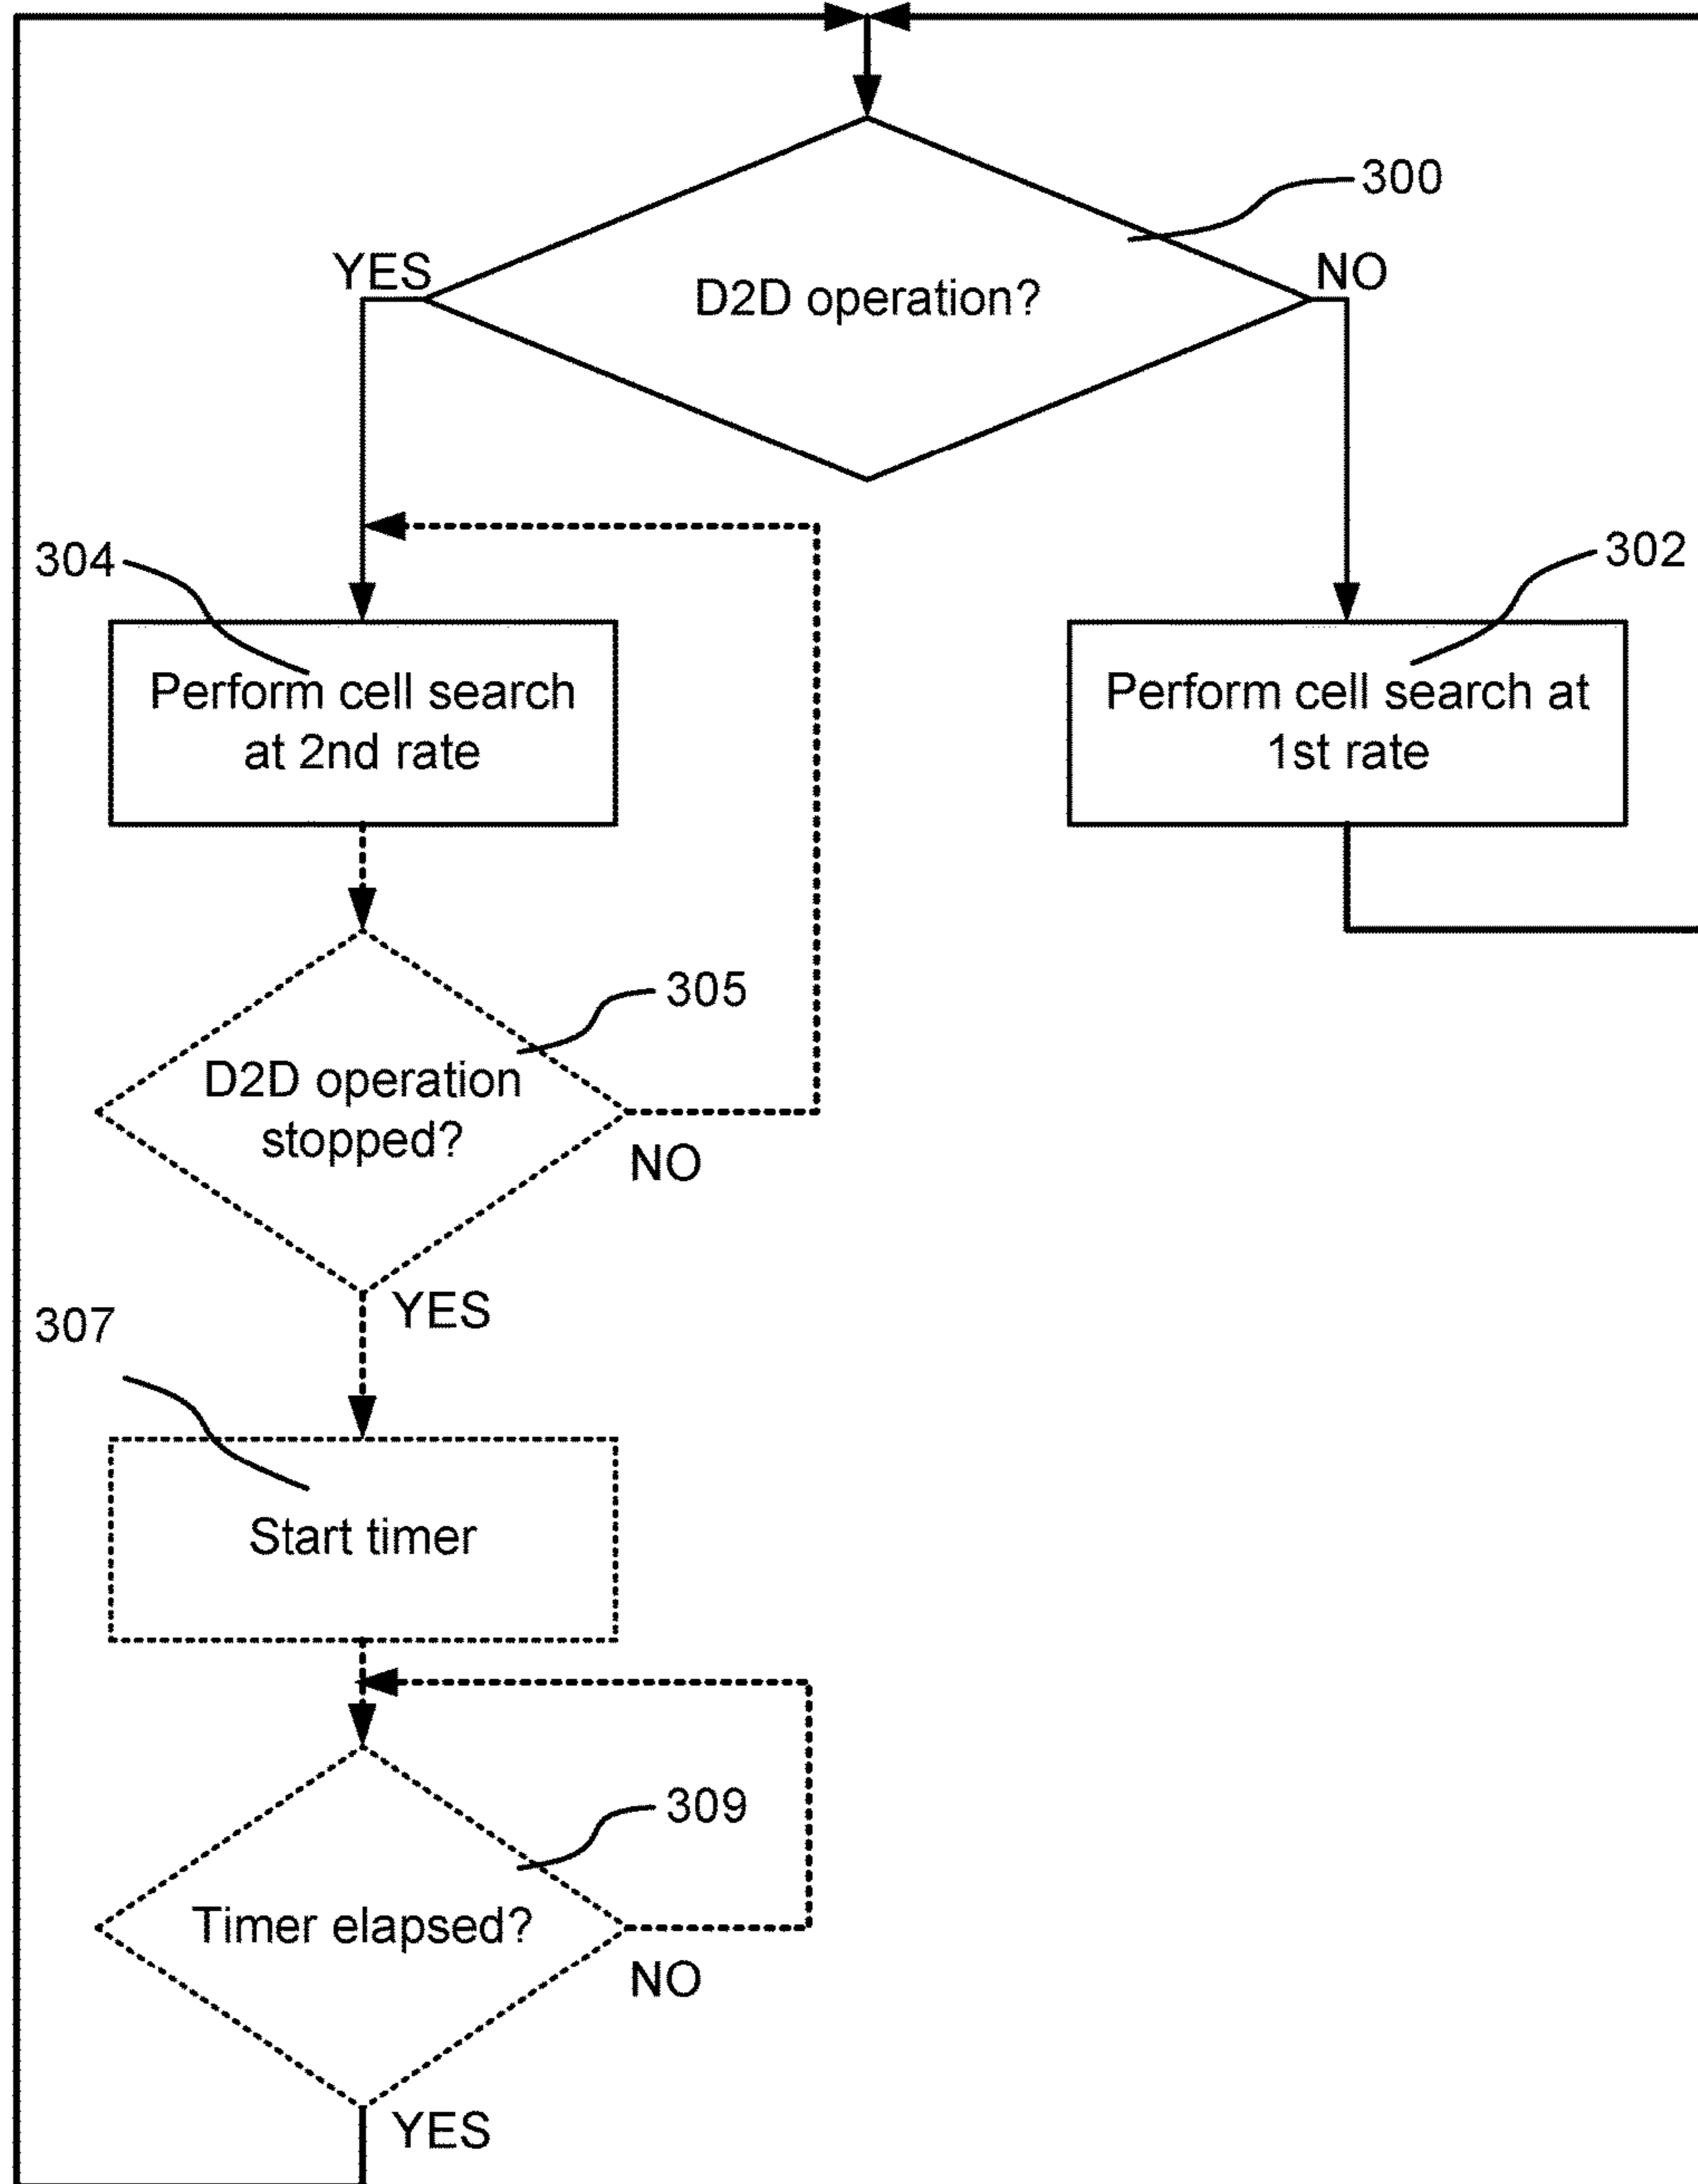 300
YES
NO
D2D operation?
304
302
Perform cell search
at 2nd rate
Perform cell search at
1st rate
305
D2D operation
stopped?
NO
YES
307
Start timer
309
Timer elapsed?
NO
YES